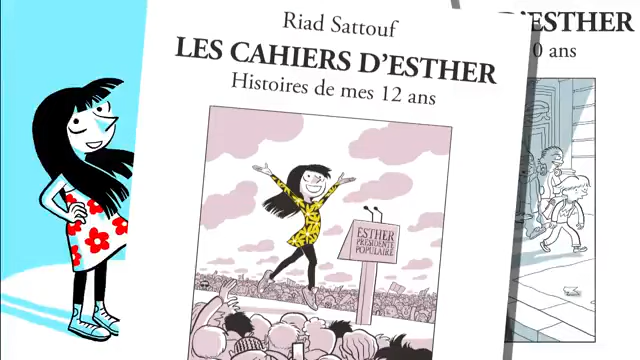 Riad Sattouf
LES CAHIERS D'ESTHER
Histoires de mes 12 ans
ESTHER
PRÉSIDENTE
POPULAIRE
D'ESTHER
0 ans